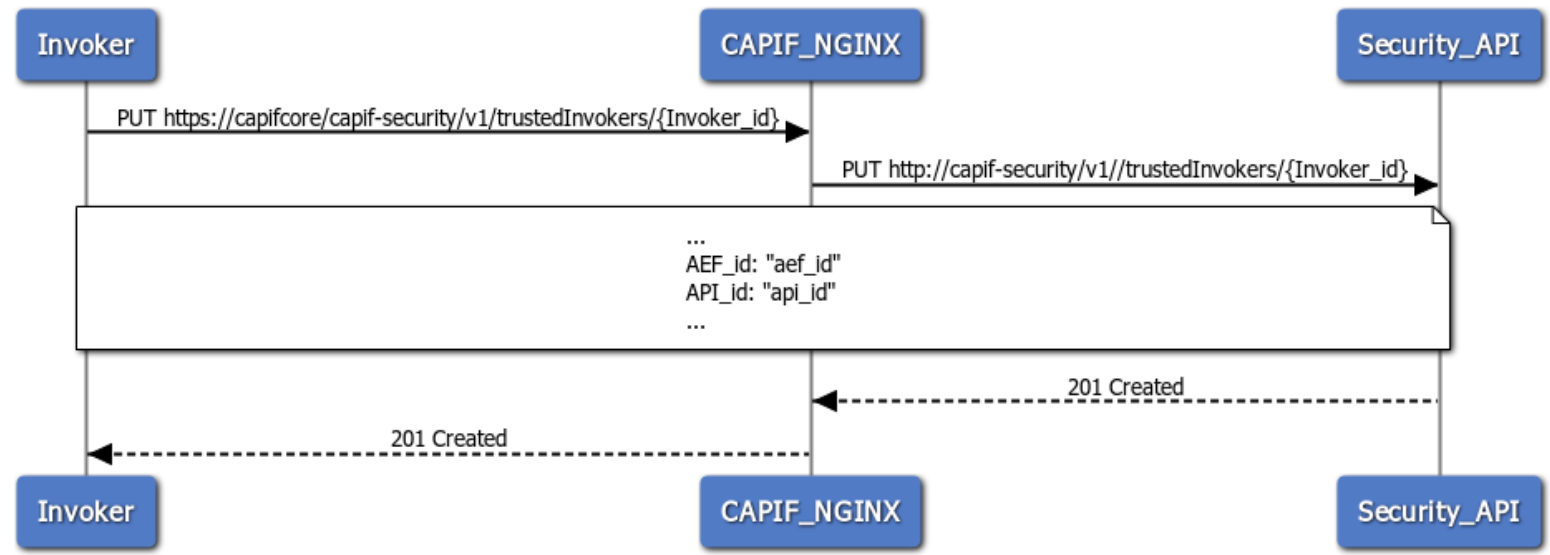 Invoker
CAPIF_NGINX
Security_API
PUT https://capifcore/capif-security/v1/trustedInvokers/{Invoker_id}
PUT http://capif-security/v1//trustedInvokers/{Invoker_id}
...
AEF_id: "aef_id"
API_id: "api_id"
...
201 Created
201 Created
Invoker
CAPIF_NGINX
Security_API